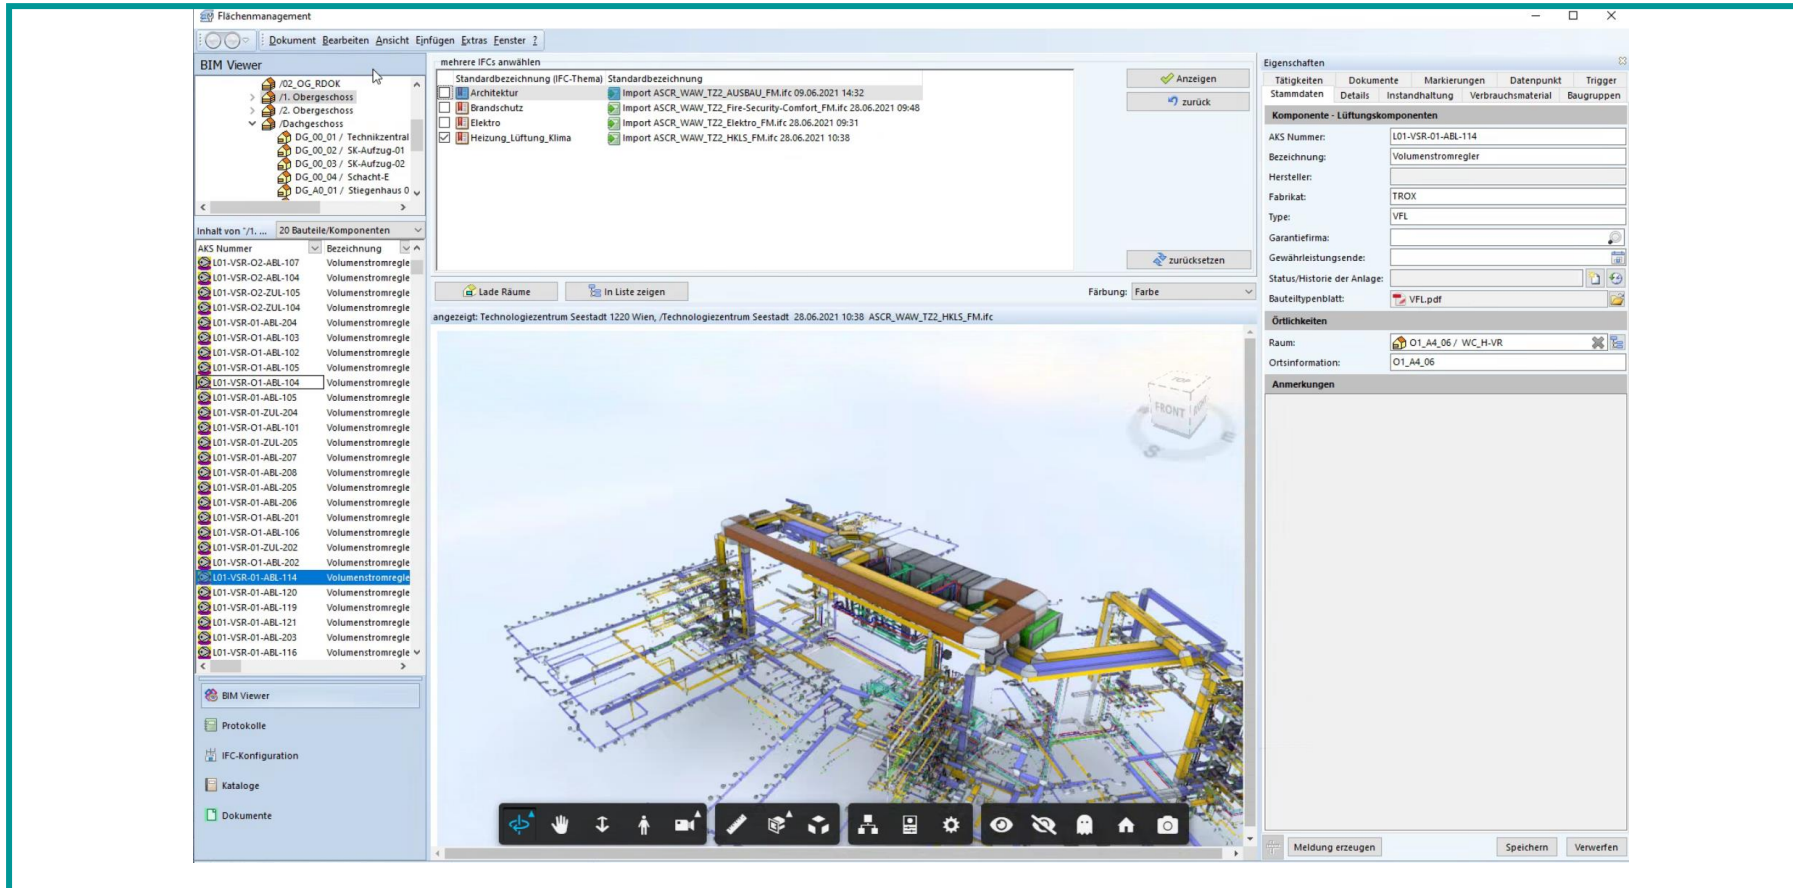 Flächenmanagement
Dokument Bearbeiten Ansicht Einfügen Extras Fenster ?
BIM Viewer
/02_OG_RDOK
/1. Obergeschoss
/2. Obergeschoss
/Dachgeschoss
DG_00_01 / Technikzentral
DG_00_02 / SK-Aufzug-01
DG_00_03 / SK-Aufzug-02
DG_00_04 / Schacht-E
DG_A0_01 / Stiegenhaus 0
Inhalt von "/1. ... 20 Bauteile/Komponenten
AKS Nummer Bezeichnung
L01-VSR-O2-ABL-107 Volumenstromregle
L01-VSR-O2-ABL-104 Volumenstromregle
L01-VSR-O2-ZUL-105 Volumenstromregle
L01-VSR-O2-ZUL-104 Volumenstromregle
L01-VSR-01-ABL-204 Volumenstromregle
L01-VSR-O1-ABL-103 Volumenstromregle
L01-VSR-O1-ABL-102 Volumenstromregle
L01-VSR-O1-ABL-105 Volumenstromregle
L01-VSR-O1-ABL-104 Volumenstromregle
L01-VSR-01-ABL-105 Volumenstromregle
L01-VSR-01-ZUL-204 Volumenstromregle
L01-VSR-O1-ABL-101 Volumenstromregle
L01-VSR-01-ZUL-205 Volumenstromregle
L01-VSR-01-ABL-207 Volumenstromregle
L01-VSR-01-ABL-208 Volumenstromregle
L01-VSR-01-ABL-205 Volumenstromregle
L01-VSR-01-ABL-206 Volumenstromregle
L01-VSR-O1-ABL-201 Volumenstromregle
L01-VSR-O1-ABL-106 Volumenstromregle
L01-VSR-01-ZUL-202 Volumenstromregle
L01-VSR-O1-ABL-202 Volumenstromregle
L01-VSR-01-ABL-114 Volumenstromregle
L01-VSR-01-ABL-120 Volumenstromregle
L01-VSR-01-ABL-119 Volumenstromregle
L01-VSR-01-ABL-121 Volumenstromregle
L01-VSR-01-ABL-203 Volumenstromregle
L01-VSR-01-ABL-116 Volumenstromregle
BIM Viewer
Protokolle
IFC-Konfiguration
Kataloge
Dokumente
mehrere IFCs anwählen
Standardbezeichnung (IFC-Thema) Standardbezeichnung
Architektur Import ASCR_WAW_TZ2_AUSBAU_FM.ifc 09.06.2021 14:32
Brandschutz Import ASCR_WAW_TZ2_Fire-Security-Comfort_FM.ifc 28.06.2021 09:48
Elektro Import ASCR_WAW_TZ2_Elektro_FM.ifc 28.06.2021 09:31
Heizung_Lüftung_Klima Import ASCR_WAW_TZ2_HKLS_FM.ifc 28.06.2021 10:38
Anzeigen
zurück
zurücksetzen
Lade Räume In Liste zeigen Färbung: Farbe
angezeigt: Technologiezentrum Seestadt 1220 Wien, /Technologiezentrum Seestadt 28.06.2021 10:38 ASCR_WAW_TZ2_HKLS_FM.ifc
TOP
FRONT
S
E
Eigenschaften
Tätigkeiten Dokumente Markierungen Datenpunkt Trigger
Stammdaten Details Instandhaltung Verbrauchsmaterial Baugruppen
Komponente - Lüftungskomponenten
AKS Nummer: L01-VSR-01-ABL-114
Bezeichnung: Volumenstromregler
Hersteller:
Fabrikat: TROX
Type: VFL
Garantiefirma:
Gewährleistungsende:
Status/Historie der Anlage:
Bauteiltypenblatt: VFL.pdf
Örtlichkeiten
Raum: O1_A4_06 / WC_H-VR
Ortsinformation: O1_A4_06
Anmerkungen
Meldung erzeugen Speichern Verwerfen